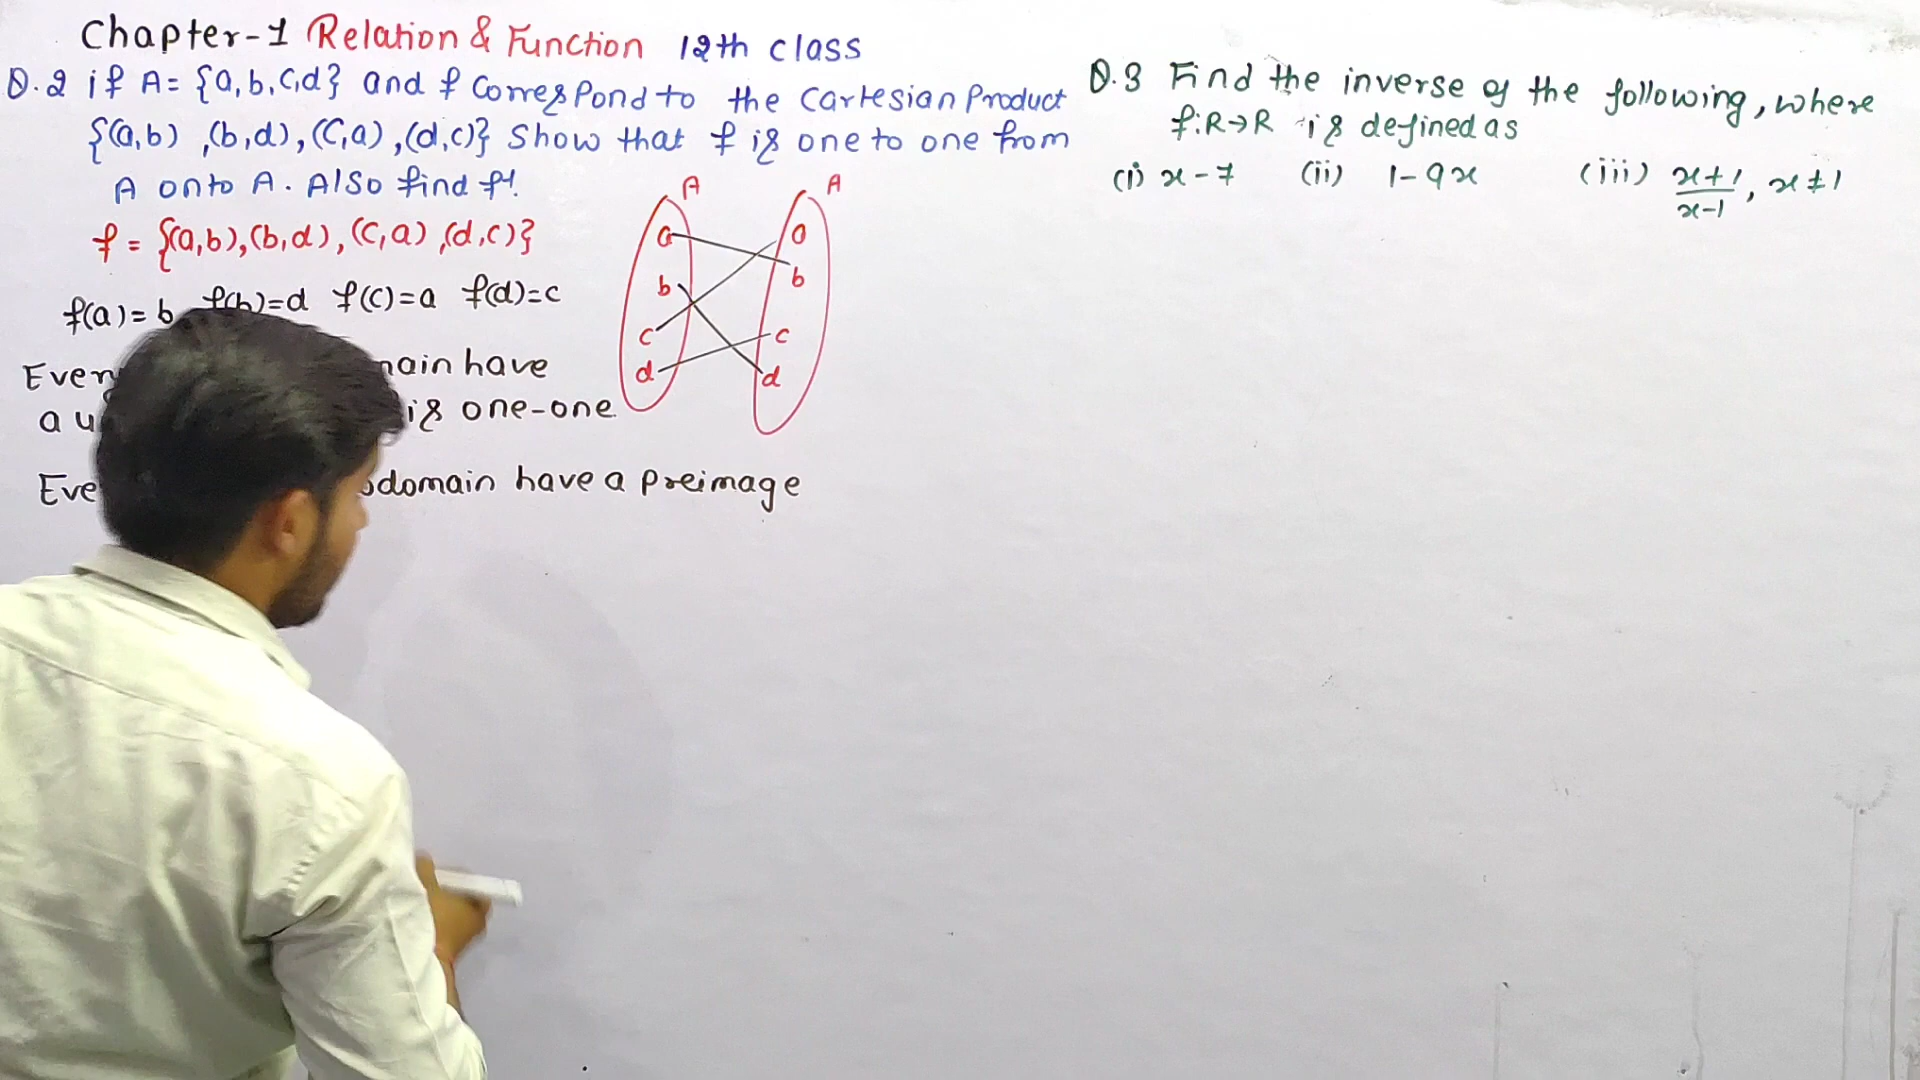 Chapter-1 Relation & Function 12th class
Q.2 if A= {a,b,c,d} and f Correspond to the Cartesian Product
{(a,b) ,(b,d),(c,a),(d,c)} Show that f is one to one from
A onto A. Also find f⁻¹.
f = {(a,b),(b,d),(c,a),(d,c)}
f(a)=b f(b)=d f(c)=a f(d)=c
have
is one-one
codomain have a Preimage
A A
a a
b b
c c
d d
Q.3 Find the inverse of the following, where
f:R→R is defined as
(i) x-7 (ii) 1-9x (iii) x+1/x-1, x≠1